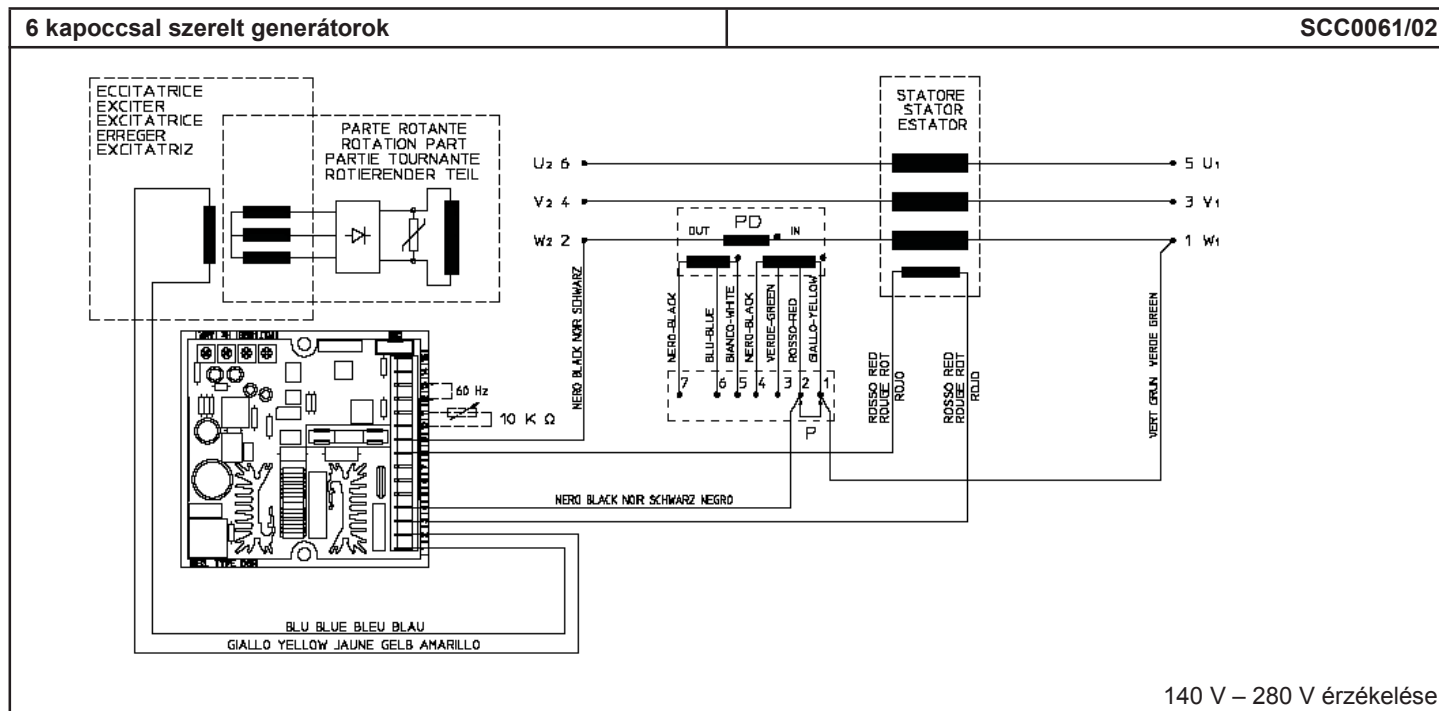 6 kapoccsal szerelt generátorok
SCC0061/02
ECCITATRICE
EXCITER
EXCITATRICE
ERREGER
EXCITATRIZ
PARTE ROTANTE
ROTATION PART
PARTIE TOURNANTE
ROTIERENDER TEIL
STATORE
STATOR
ESTATOR
U2 6
5 U1
V2 4
3 V1
W2 2
1 W1
PD
OUT
IN
NERO BLACK NOIR SCHWARZ
NERO-BLACK
BLU-BLUE
BIANCO-WHITE
NERO-BLACK
VERDE-GREEN
ROSSO-RED
GIALLO-YELLOW
7 6 5 4 3 2 1
P
ROSSO RED
ROUGE ROT
ROJO
ROSSO RED
ROUGE ROT
ROJO
VERT GRUN VERDE GREEN
60 Hz
10 K Ω
NERO BLACK NOIR SCHWARZ NEGRO
BLU BLUE BLEU BLAU
GIALLO YELLOW JAUNE GELB AMARILLO
140 V – 280 V érzékelése